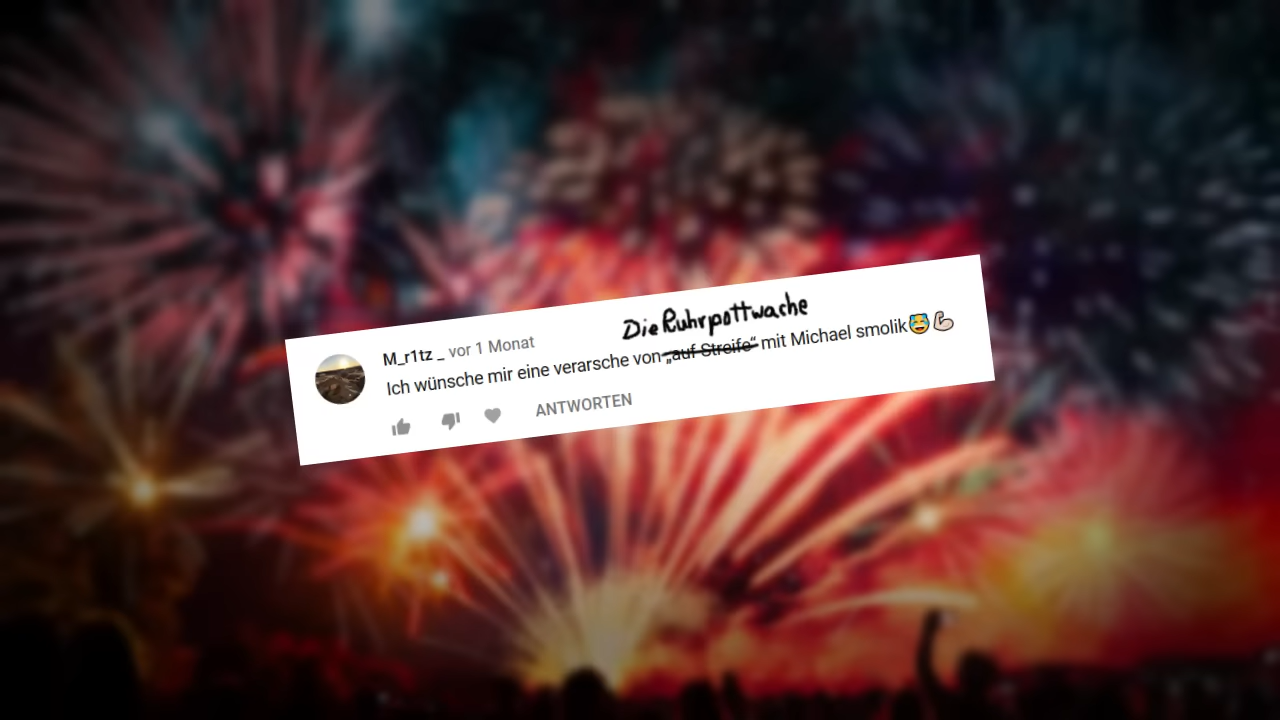 Die Ruhrpottwache
M_r1tz _ vor 1 Monat
Ich wünsche mir eine verarsche von „auf Streife“ mit Michael smolik😅💪🏼
ANTWORTEN